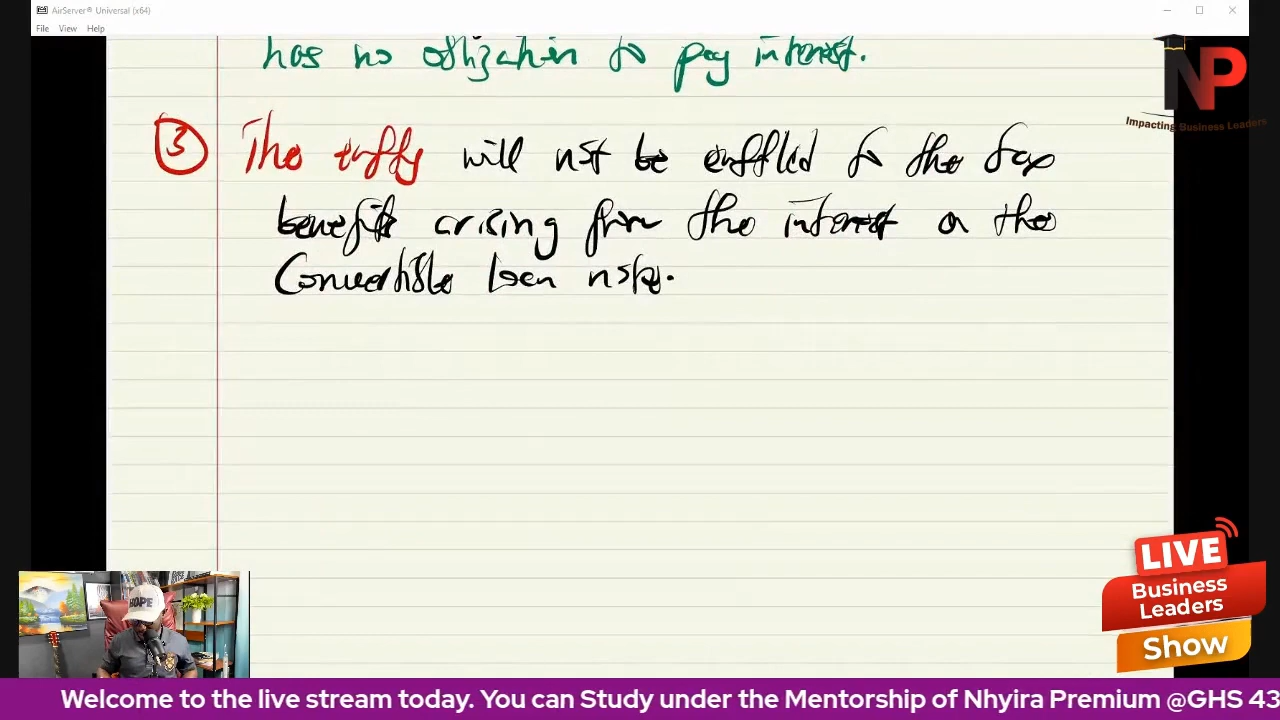 AirServer® Universal (x64)
File View Help
has no obligation to pay interest.
NP
Impacting Business Leaders
3 The entity will not be entitled to the tax
benefits arising from the interest on the
Convertible loan note.
HOPE
LIVE
Business
Leaders
Show
Welcome to the live stream today. You can Study under the Mentorship of Nhyira Premium @GHS 43